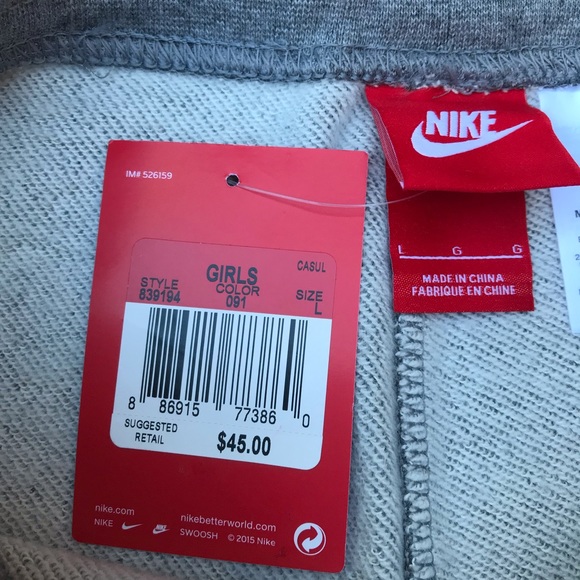 IM# 526159
GIRLS
CASUL
STYLE
839194
COLOR
091
SIZE
L
8 86915 77386 0
SUGGESTED
RETAIL
$45.00
nike.com
NIKE
nikebetterworld.com
SWOOSH © 2015 Nike
NIKE
L G G
MADE IN CHINA
FABRIQUE EN CHINE